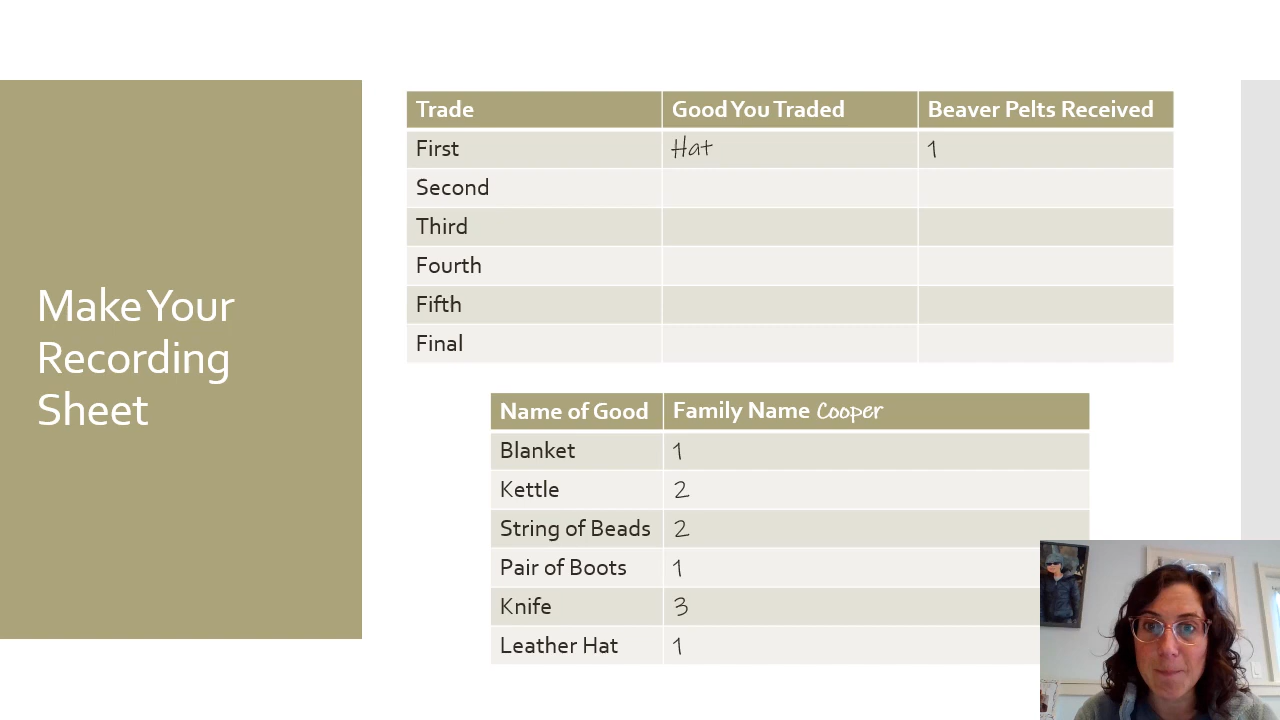 Make Your
Recording
Sheet
Trade Good You Traded Beaver Pelts Received
First Hat 1
Second
Third
Fourth
Fifth
Final
Name of Good Family Name Cooper
Blanket 1
Kettle 2
String of Beads 2
Pair of Boots 1
Knife 3
Leather Hat 1